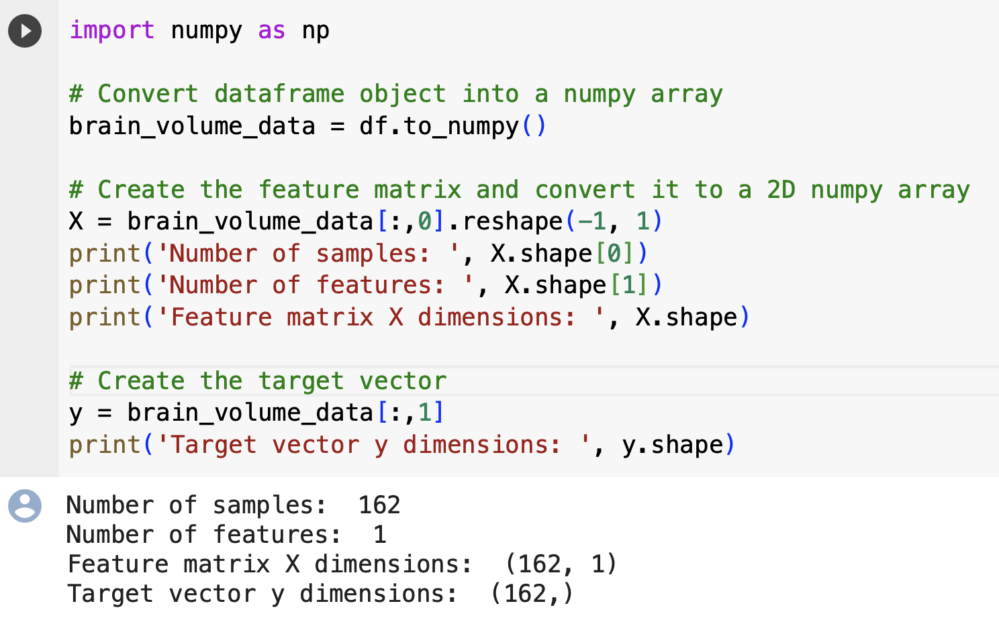 import numpy as np
# Convert dataframe object into a numpy array
brain_volume_data = df.to_numpy()
# Create the feature matrix and convert it to a 2D numpy array
X = brain_volume_data[:,0].reshape(-1, 1)
print('Number of samples: ', X.shape[0])
print('Number of features: ', X.shape[1])
print('Feature matrix X dimensions: ', X.shape)
# Create the target vector
y = brain_volume_data[:,1]
print('Target vector y dimensions: ', y.shape)
Number of samples:  162
Number of features:  1
Feature matrix X dimensions:  (162, 1)
Target vector y dimensions:  (162,)